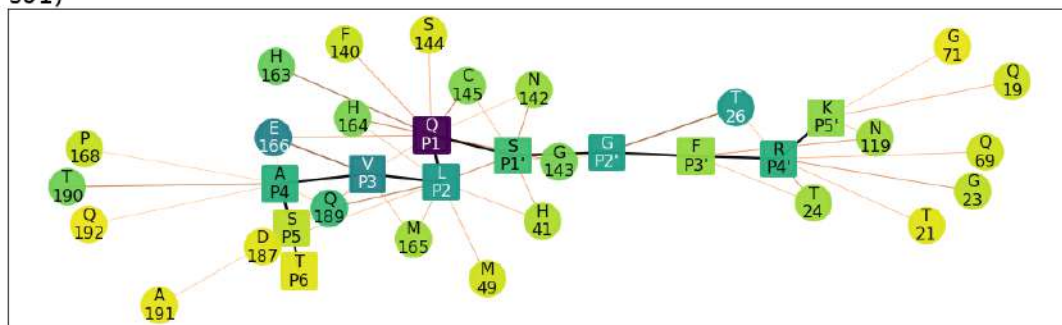 S01)
F
140
S
144
G
71
H
163
C
145
N
142
Q
19
T
26
K
P5'
H
164
E
166
Q
P1
N
119
P
168
S
P1'
G
143
G
P2'
F
P3'
R
P4'
Q
69
V
P3
L
P2
A
P4
T
190
G
23
Q
189
T
24
Q
192
S
P5
H
41
T
21
M
165
D
187
T
P6
M
49
A
191